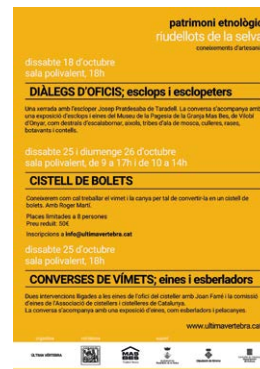 patrimoni etnològic
riudellots de la selva
coneixements d'artesania
dissabte 18 d'octubre
sala polivalent, 18h
DIÀLEGS D'OFICIS; esclops i esclopeters
Una xerrada amb l'escloper Josep Pratdesaba de Taradell. La conversa s'acompanya amb
una exposició d'esclops i eines del Museu de la Pagesia de la Granja Mas Bes, de Vilobí
d'Onyar, com destrals d'escalabornar, aixols, tribes d'ala de mosca, culleres, raoes,
botavants i contells.
dissabte 25 i diumenge 26 d'octubre
sala polivalent, de 9 a 17h i de 10 a 14h
CISTELL DE BOLETS
Coneixerem com cal treballar el vímet i la canya per tal de convertir-la en un cistell de
bolets. Amb Roger Martí.
Places limitades a 8 persones
Preu reduït: 50€
Inscripcions a info@ultimavertebra.cat
dissabte 25 d'octubre
sala polivalent, 18h
CONVERSES DE VÍMETS; eines i esberladors
Dues intervencions lligades a les eines de l'ofici del cisteller amb Joan Farré i la comissió
d'eines de l'Associació de cistellers i cistelleres de Catalunya.
La conversa s'acompanya amb una exposició d'eines, com esberladors i pelacanyes.
www.ultimavertebra.cat
ULTIMA VÈRTEBRA
MAS BES